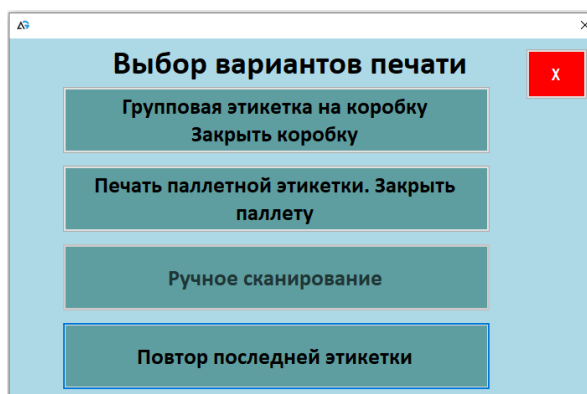 Выбор вариантов печати
X
Групповая этикетка на коробку
Закрыть коробку
Печать паллетной этикетки. Закрыть
паллету
Ручное сканирование
Повтор последней этикетки